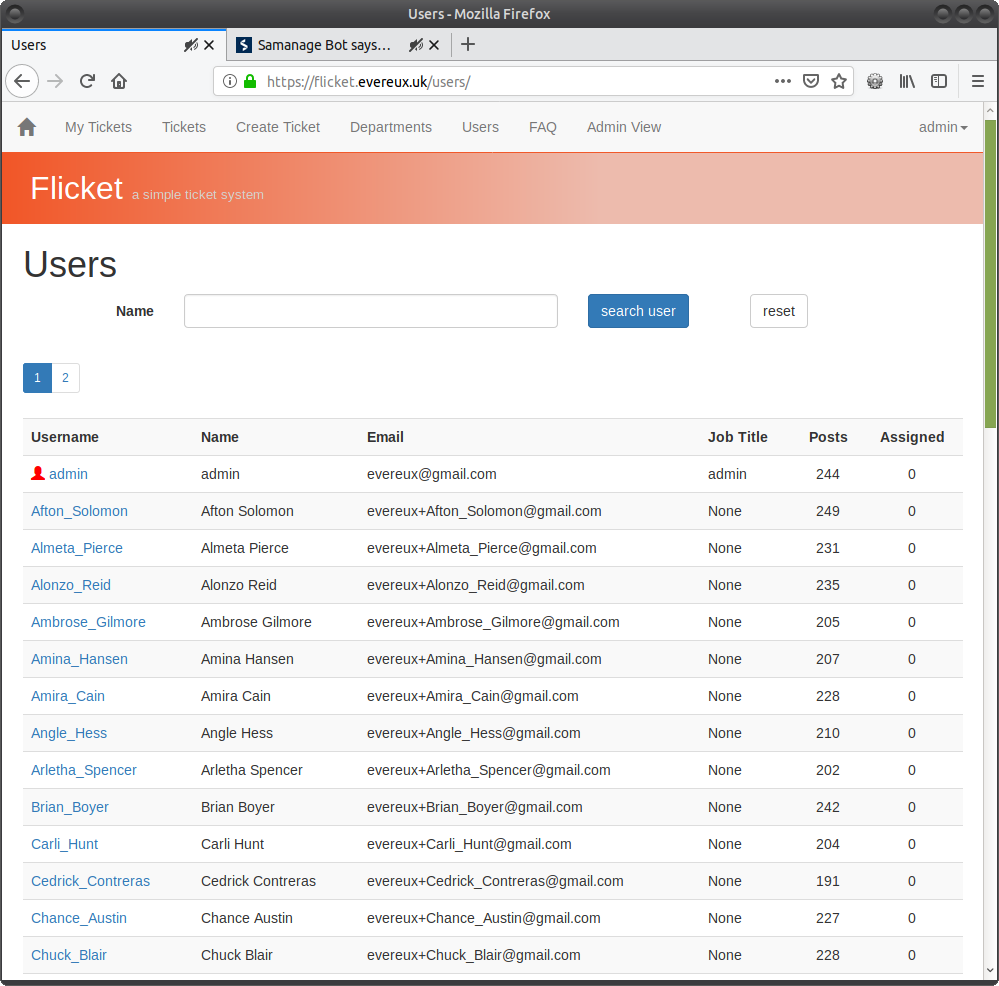 Users - Mozilla Firefox
Users
Samanage Bot says…
https://flicket.evereux.uk/users/
My Tickets Tickets Create Ticket Departments Users FAQ Admin View admin
Flicket a simple ticket system
Users
Name search user reset
1 2
Username Name Email Job Title Posts Assigned
admin admin evereux@gmail.com admin 244 0
Afton_Solomon Afton Solomon evereux+Afton_Solomon@gmail.com None 249 0
Almeta_Pierce Almeta Pierce evereux+Almeta_Pierce@gmail.com None 231 0
Alonzo_Reid Alonzo Reid evereux+Alonzo_Reid@gmail.com None 235 0
Ambrose_Gilmore Ambrose Gilmore evereux+Ambrose_Gilmore@gmail.com None 205 0
Amina_Hansen Amina Hansen evereux+Amina_Hansen@gmail.com None 207 0
Amira_Cain Amira Cain evereux+Amira_Cain@gmail.com None 228 0
Angle_Hess Angle Hess evereux+Angle_Hess@gmail.com None 210 0
Arletha_Spencer Arletha Spencer evereux+Arletha_Spencer@gmail.com None 202 0
Brian_Boyer Brian Boyer evereux+Brian_Boyer@gmail.com None 242 0
Carli_Hunt Carli Hunt evereux+Carli_Hunt@gmail.com None 204 0
Cedrick_Contreras Cedrick Contreras evereux+Cedrick_Contreras@gmail.com None 191 0
Chance_Austin Chance Austin evereux+Chance_Austin@gmail.com None 227 0
Chuck_Blair Chuck Blair evereux+Chuck_Blair@gmail.com None 228 0